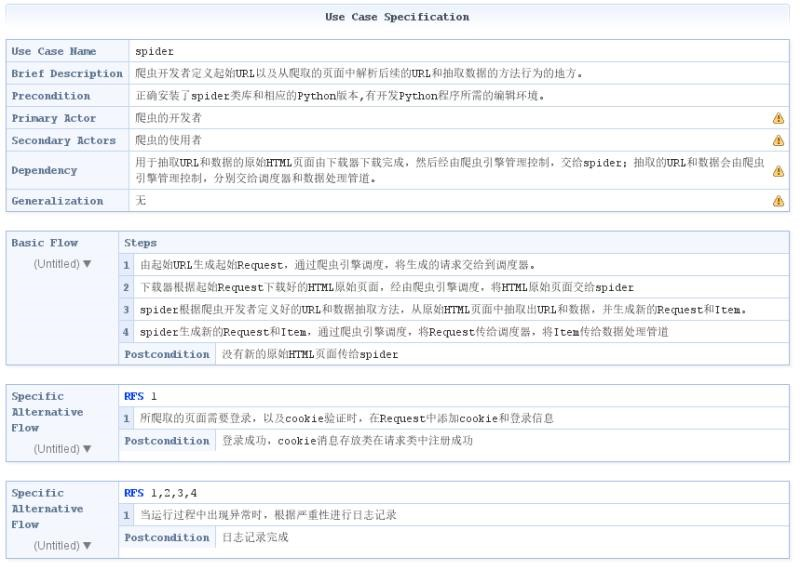 Use Case Specification
Use Case Name spider
Brief Description 爬虫开发者定义起始URL以及从爬取的页面中解析后续的URL和抽取数据的方法行为的地方。
Precondition 正确安装了spider类库和相应的Python版本,有开发Python程序所需的编辑环境。
Primary Actor 爬虫的开发者
Secondary Actors 爬虫的使用者
Dependency 用于抽取URL和数据的原始HTML页面由下载器下载完成，然后经由爬虫引擎管理控制，交给spider；抽取的URL和数据会由爬虫
引擎管理控制，分别交给调度器和数据处理管道。
Generalization 无
Basic Flow Steps
(Untitled) ▼
1 由起始URL生成起始Request，通过爬虫引擎调度，将生成的请求交给到调度器。
2 下载器根据起始Request下载好的HTML原始页面，经由爬虫引擎调度，将HTML原始页面交给spider
3 spider根据爬虫开发者定义好的URL和数据抽取方法，从原始HTML页面中抽取出URL和数据，并生成新的Request和Item。
4 spider生成新的Request和Item，通过爬虫引擎调度，将Request传给调度器，将Item传给数据处理管道
Postcondition 没有新的原始HTML页面传给spider
Specific
Alternative
Flow
(Untitled) ▼
RFS 1
1 所爬取的页面需要登录，以及cookie验证时，在Request中添加cookie和登录信息
Postcondition 登录成功，cookie消息存放类在请求类中注册成功
Specific
Alternative
Flow
(Untitled) ▼
RFS 1,2,3,4
1 当运行过程中出现异常时，根据严重性进行日志记录
Postcondition 日志记录完成